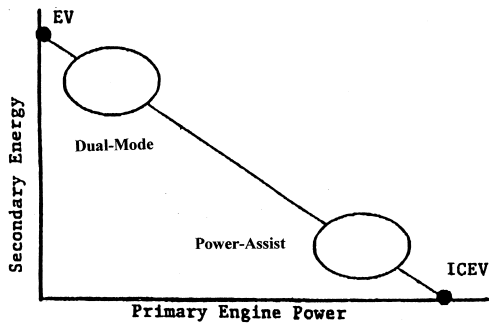 EV
Dual-Mode
Secondary Energy
Power-Assist
ICEV
Primary Engine Power